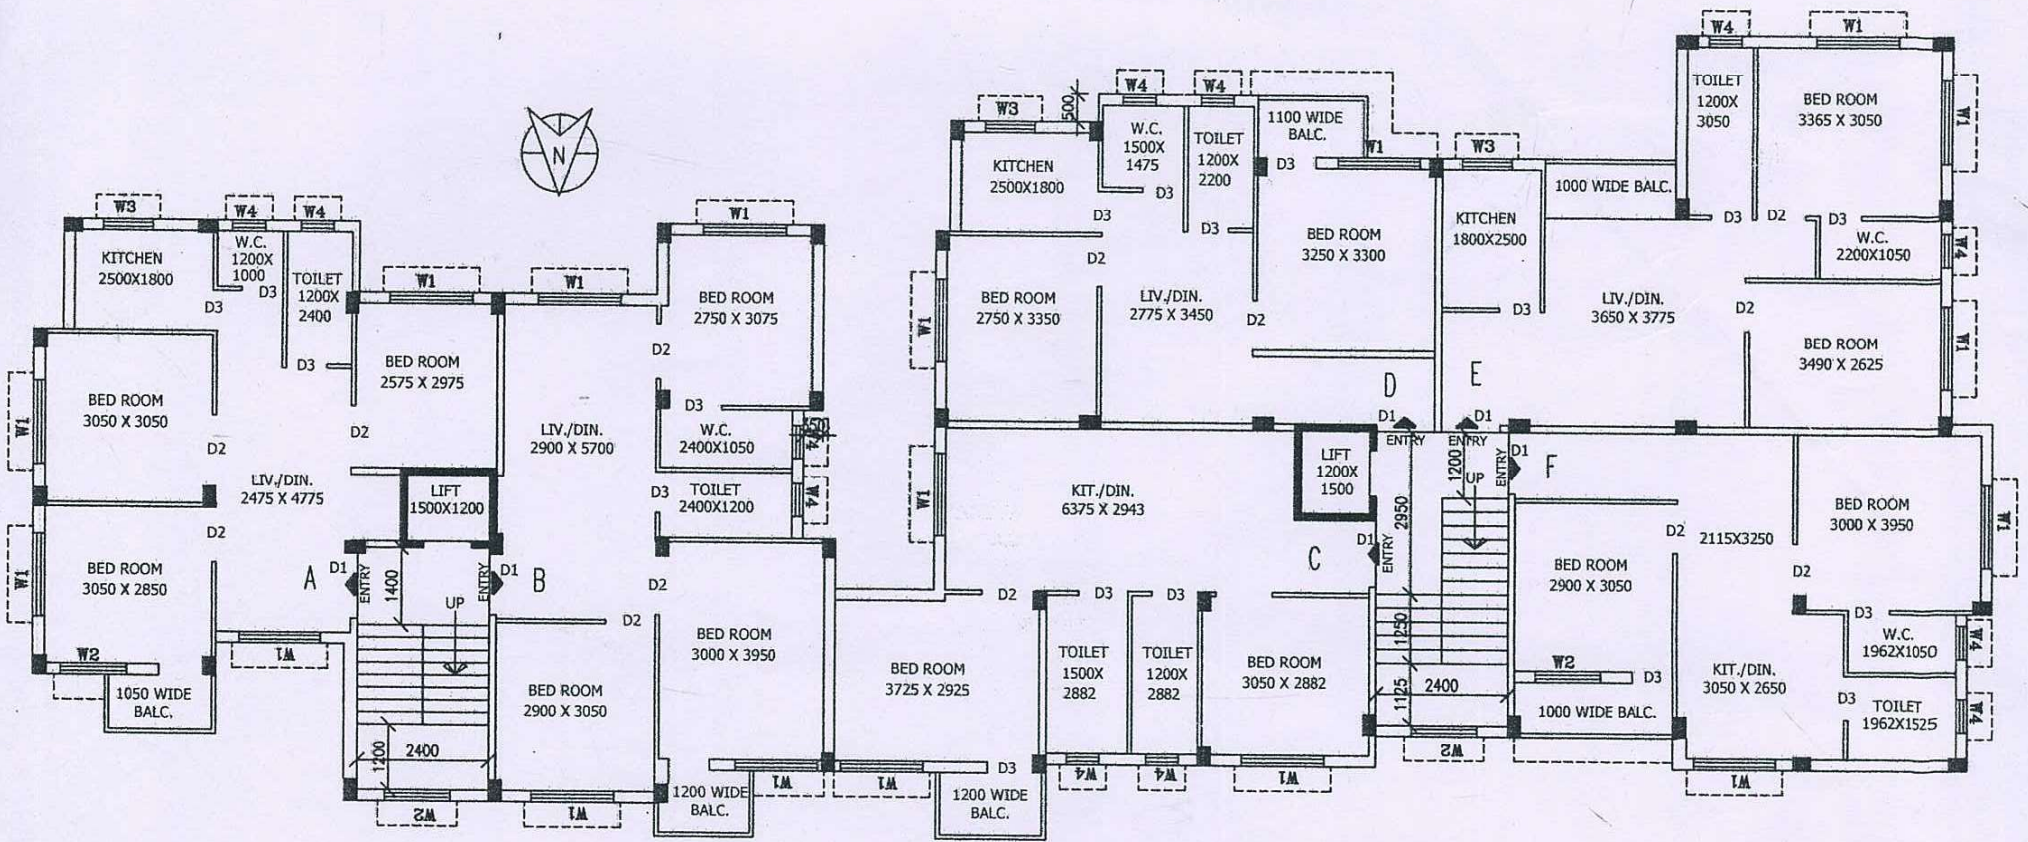 W3
W4
W4
KITCHEN
2500X1800
W.C.
1200X
1000
D3
D3
TOILET
1200X
2400
D3
BED ROOM
3050 X 3050
W1
D2
BED ROOM
3050 X 2850
W1
D2
W2
1050 WIDE
BALC.
LIV./DIN.
2475 X 4775
W1
W1
BED ROOM
2575 X 2975
D2
LIFT
1500X1200
A
D1
ENTRY
1400
UP
ENTRY
D1
B
1200
2400
W2
N
W1
LIV./DIN.
2900 X 5700
W1
BED ROOM
2750 X 3075
D2
D3
W.C.
2400X1050
W4
D3
TOILET
2400X1200
W4
D2
D2
BED ROOM
2900 X 3050
W1
BED ROOM
3000 X 3950
W1
1200 WIDE
BALC.
W3
500
W4
W4
KITCHEN
2500X1800
W.C.
1500X
1475
D3
D3
TOILET
1200X
2200
D3
1100 WIDE
BALC.
D3
W1
BED ROOM
3250 X 3300
D2
BED ROOM
2750 X 3350
W1
D2
LIV./DIN.
2775 X 3450
D
D1
ENTRY
W1
KIT./DIN.
6375 X 2943
LIFT
1200X
1500
C
D1
ENTRY
2950
D2
BED ROOM
3725 X 2925
W1
D3
1200 WIDE
BALC.
D3
TOILET
1500X
2882
W4
D3
TOILET
1200X
2882
W4
BED ROOM
3050 X 2882
W1
1250
1125
2400
W2
W3
KITCHEN
1800X2500
D3
1000 WIDE BALC.
LIV./DIN.
3650 X 3775
E
D1
ENTRY
1200
UP
W4
W1
TOILET
1200X
3050
D3
BED ROOM
3365 X 3050
W1
D2
D3
W.C.
2200X1050
W4
D2
BED ROOM
3490 X 2625
W1
D1
ENTRY
F
BED ROOM
2900 X 3050
D2
2115X3250
W2
D3
1000 WIDE BALC.
BED ROOM
3000 X 3950
W1
D2
D3
W.C.
1962X1050
W4
KIT./DIN.
3050 X 2650
D3
TOILET
1962X1525
W4
W1